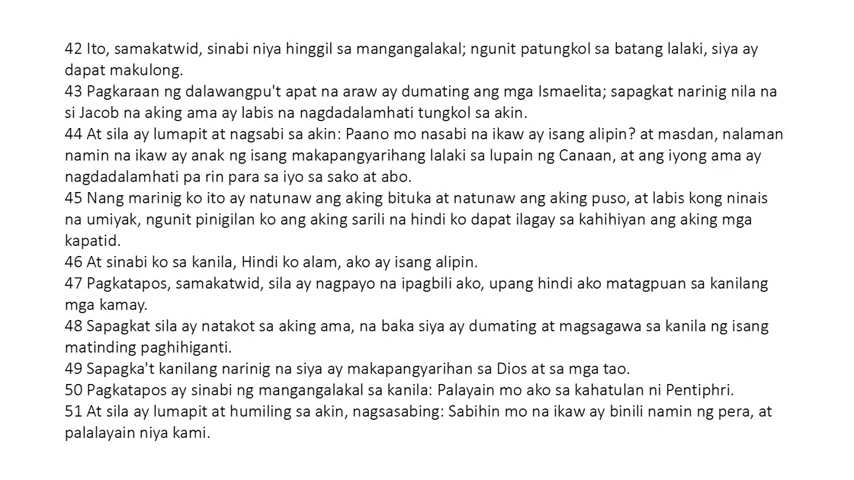 42 Ito, samakatwid, sinabi niya hinggil sa mangangalakal; ngunit patungkol sa batang lalaki, siya ay
dapat makulong.
43 Pagkaraan ng dalawangpu't apat na araw ay dumating ang mga Ismaelita; sapagkat narinig nila na
si Jacob na aking ama ay labis na nagdadalamhati tungkol sa akin.
44 At sila ay lumapit at nagsabi sa akin: Paano mo nasabi na ikaw ay isang alipin? at masdan, nalaman
namin na ikaw ay anak ng isang makapangyarihang lalaki sa lupain ng Canaan, at ang iyong ama ay
nagdadalamhati pa rin para sa iyo sa sako at abo.
45 Nang marinig ko ito ay natunaw ang aking bituka at natunaw ang aking puso, at labis kong ninais
na umiyak, ngunit pinigilan ko ang aking sarili na hindi ko dapat ilagay sa kahihiyan ang aking mga
kapatid.
46 At sinabi ko sa kanila, Hindi ko alam, ako ay isang alipin.
47 Pagkatapos, samakatwid, sila ay nagpayo na ipagbili ako, upang hindi ako matagpuan sa kanilang
mga kamay.
48 Sapagkat sila ay natakot sa aking ama, na baka siya ay dumating at magsagawa sa kanila ng isang
matinding paghihiganti.
49 Sapagka't kanilang narinig na siya ay makapangyarihan sa Dios at sa mga tao.
50 Pagkatapos ay sinabi ng mangangalakal sa kanila: Palayain mo ako sa kahatulan ni Pentiphri.
51 At sila ay lumapit at humiling sa akin, nagsasabing: Sabihin mo na ikaw ay binili namin ng pera, at
palalayain niya kami.